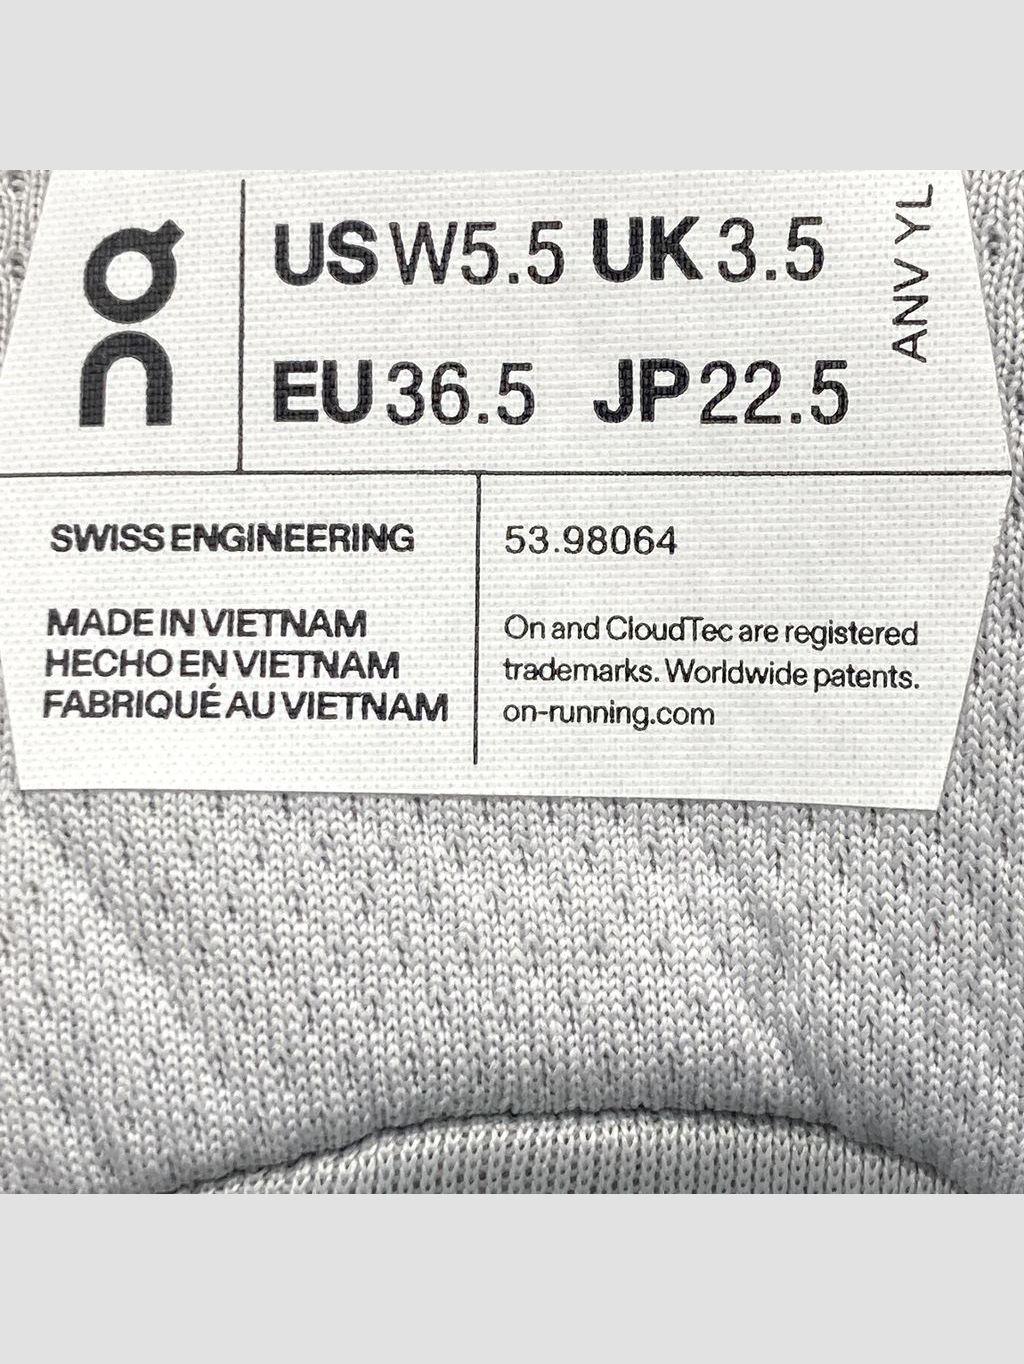 on
US W5.5 UK 3.5
EU 36.5 JP 22.5
ANV YL
SWISS ENGINEERING
MADE IN VIETNAM
HECHO EN VIETNAM
FABRIQUÉ AU VIETNAM
53.98064
On and CloudTec are registered
trademarks. Worldwide patents.
on-running.com